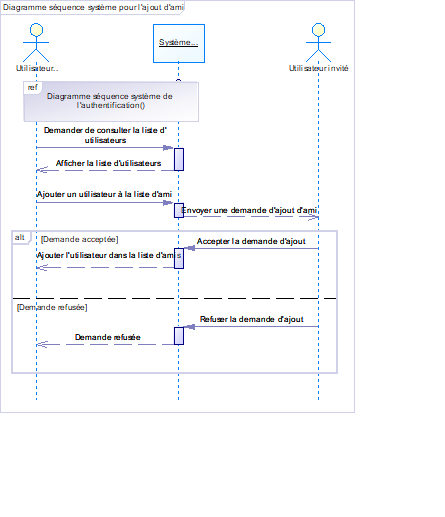 Diagramme séquence système pour l'ajout d'ami
Utilisateur..
Système...
Utilisateur invité
ref
Diagramme séquence système de
l'authentification()
Demander de consulter la liste d'
utilisateurs
Afficher la liste d'utilisateurs
Ajouter un utilisateur à la liste d'ami
Envoyer une demande d'ajout d'ami
alt
[Demande acceptée]
Accepter la demande d'ajout
Ajouter l'utilisateur dans la liste d'amis
[Demande refusée]
Refuser la demande d'ajout
Demande refusée